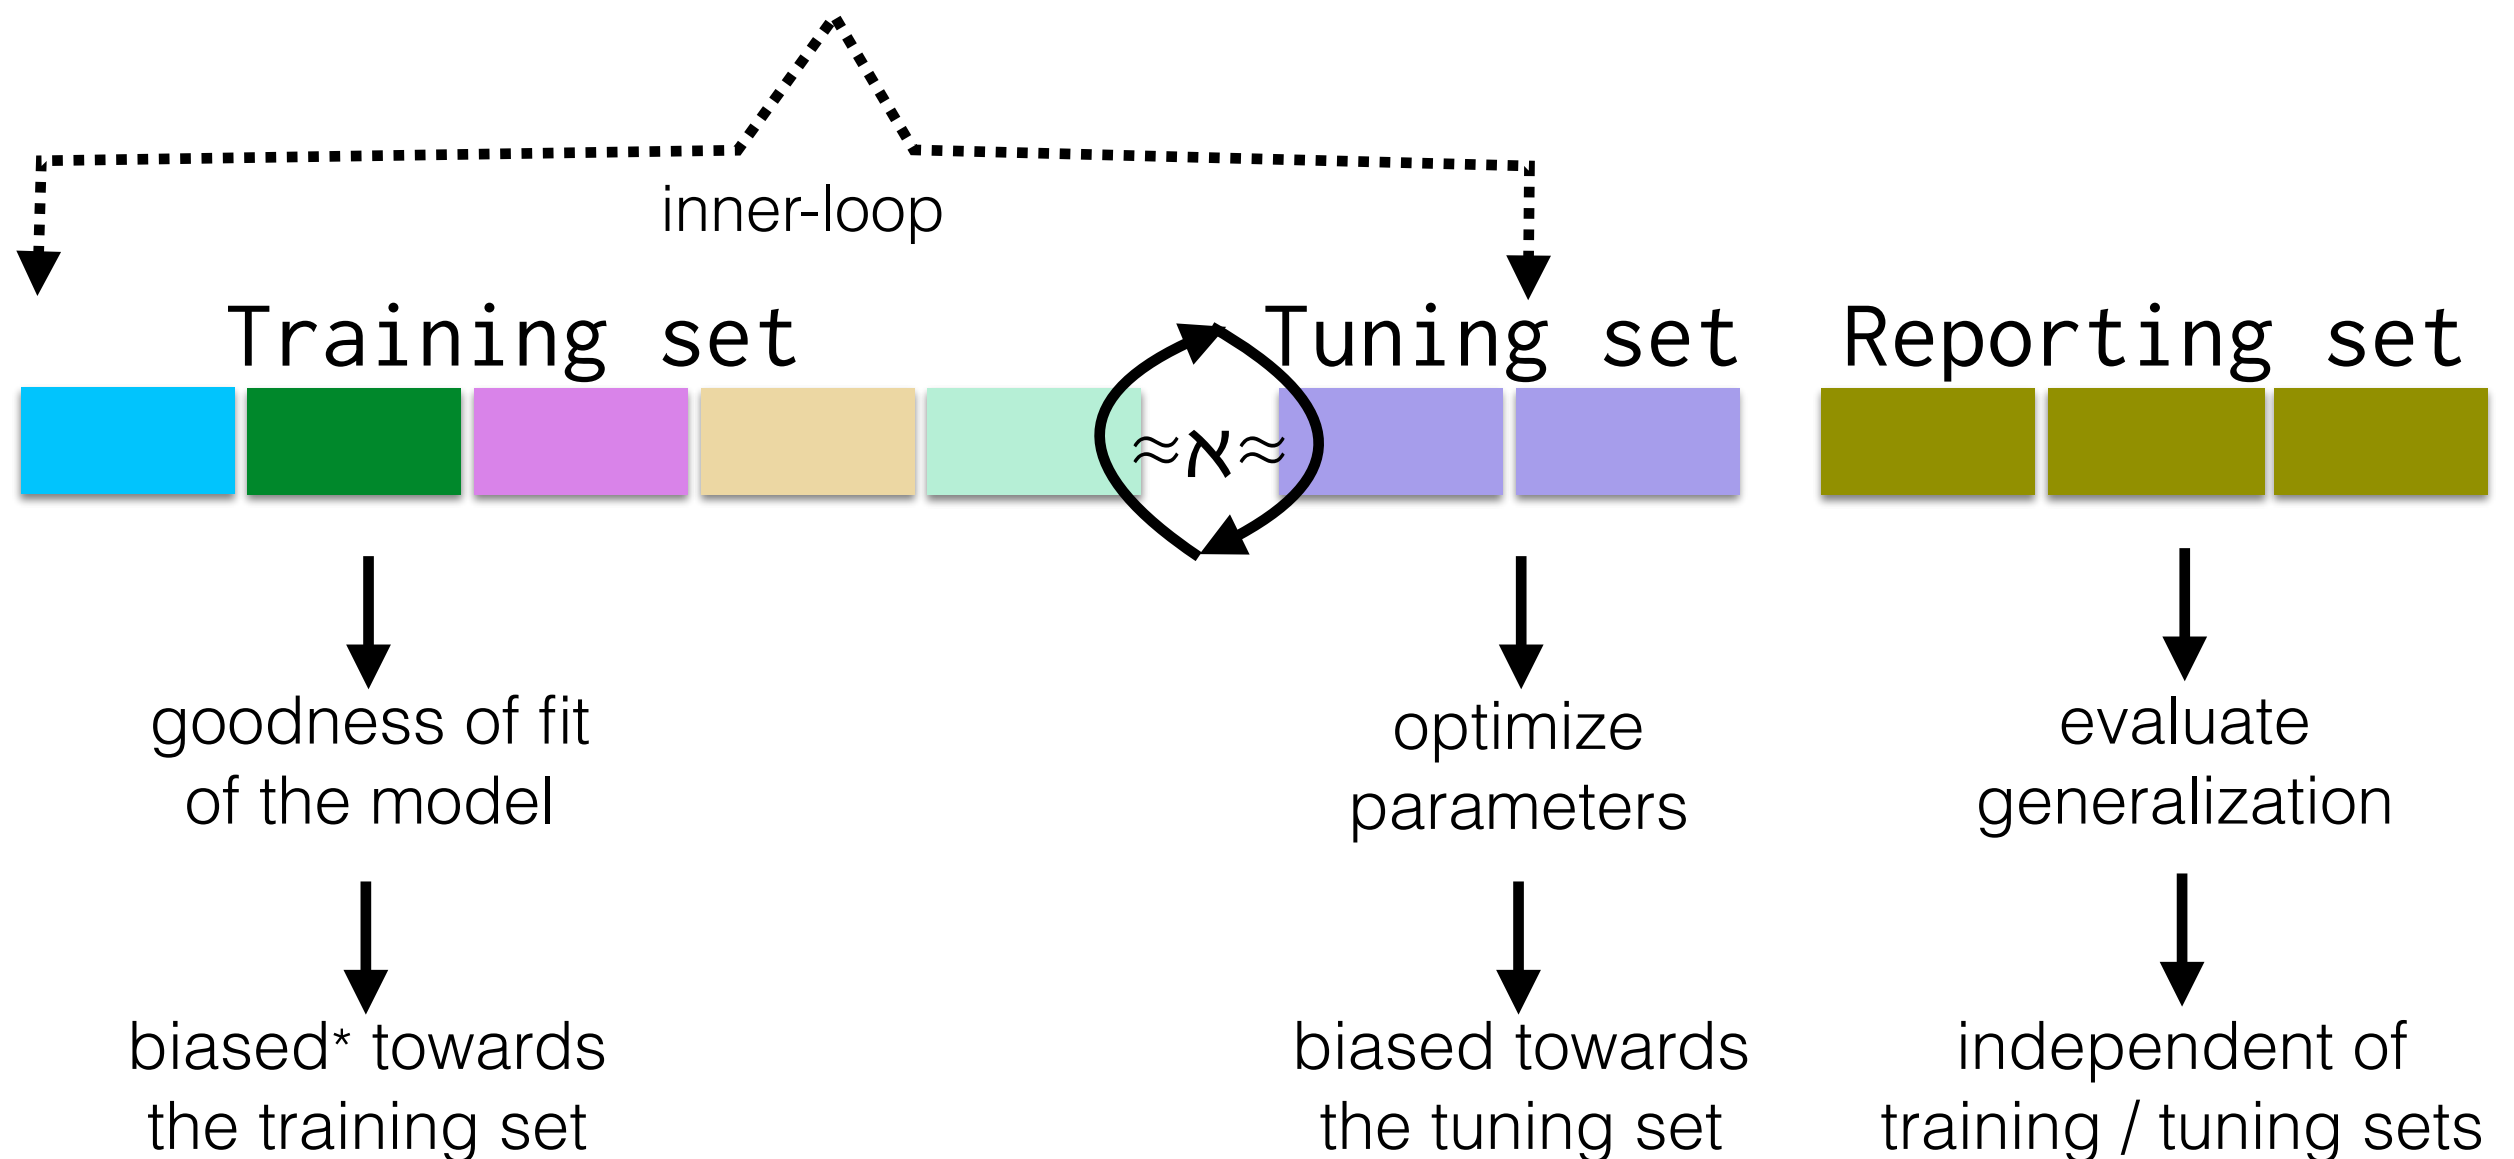 inner-loop
Training set
Tuning set
Reporting set
≈λ≈
goodness of fit
of the model
optimize
parameters
evaluate
generalization
biased* towards
the training set
biased towards
the tuning set
independent of
training / tuning sets